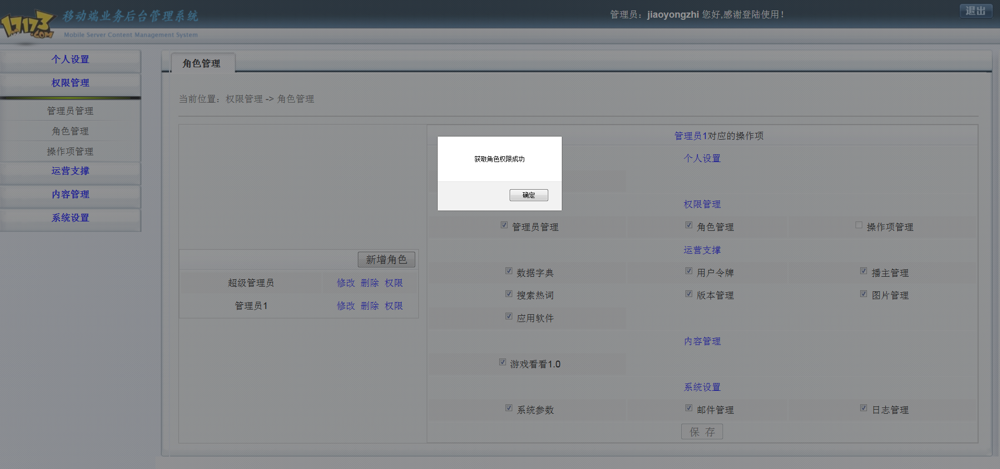 17173.COM
移动端业务后台管理系统
Mobile Server Content Management System
管理员：jiaoyongzhi 您好,感谢登陆使用！
退出
个人设置
权限管理
管理员管理
角色管理
操作项管理
运营支撑
内容管理
系统设置
角色管理
当前位置：权限管理 -> 角色管理
新增角色
超级管理员 修改 删除 权限
管理员1 修改 删除 权限
获取角色权限成功
确定
管理员1对应的操作项
个人设置
权限管理
管理员管理 角色管理 操作项管理
运营支撑
数据字典 用户令牌 播主管理
搜索热词 版本管理 图片管理
应用软件
内容管理
游戏看看1.0
系统设置
系统参数 邮件管理 日志管理
保 存